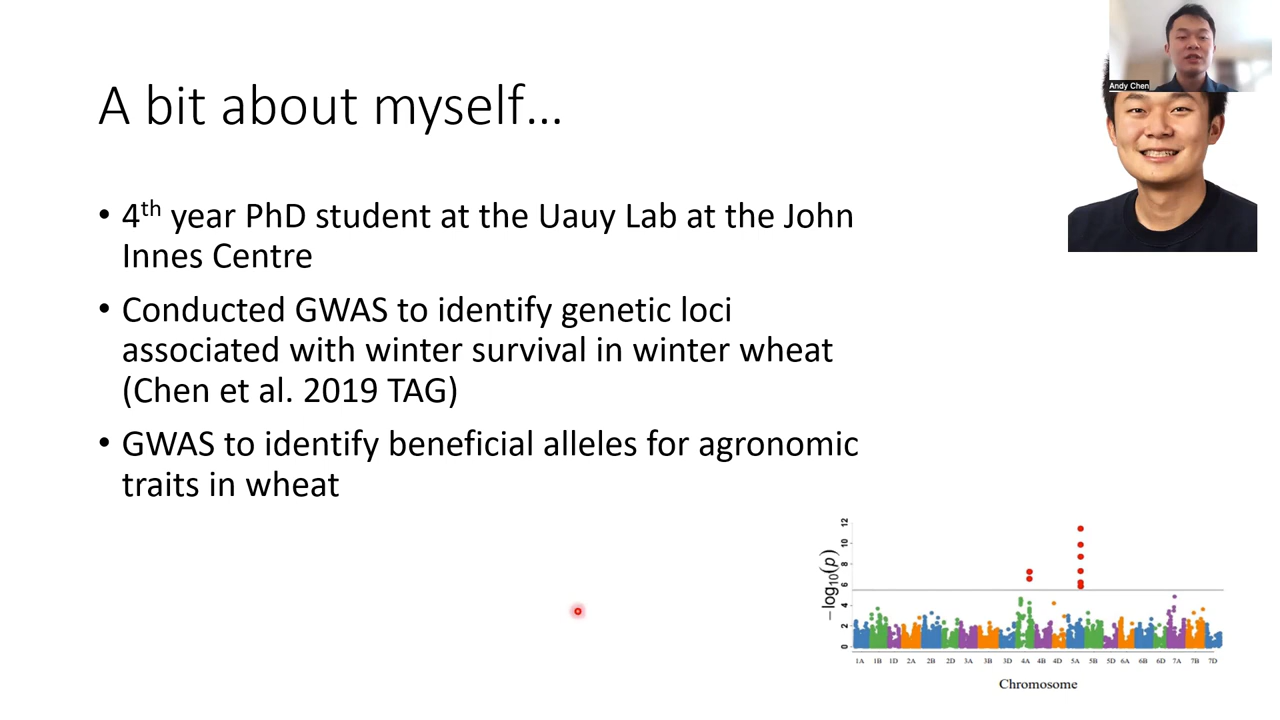 Andy Chen
A bit about myself...
• 4th year PhD student at the Uauy Lab at the John
Innes Centre
• Conducted GWAS to identify genetic loci
associated with winter survival in winter wheat
(Chen et al. 2019 TAG)
• GWAS to identify beneficial alleles for agronomic
traits in wheat
−log10(p)
12
10
8
6
4
2
0
1A 1B 1D 2A 2B 2D 3A 3B 3D 4A 4B 4D 5A 5B 5D 6A 6B 6D 7A 7B 7D
Chromosome